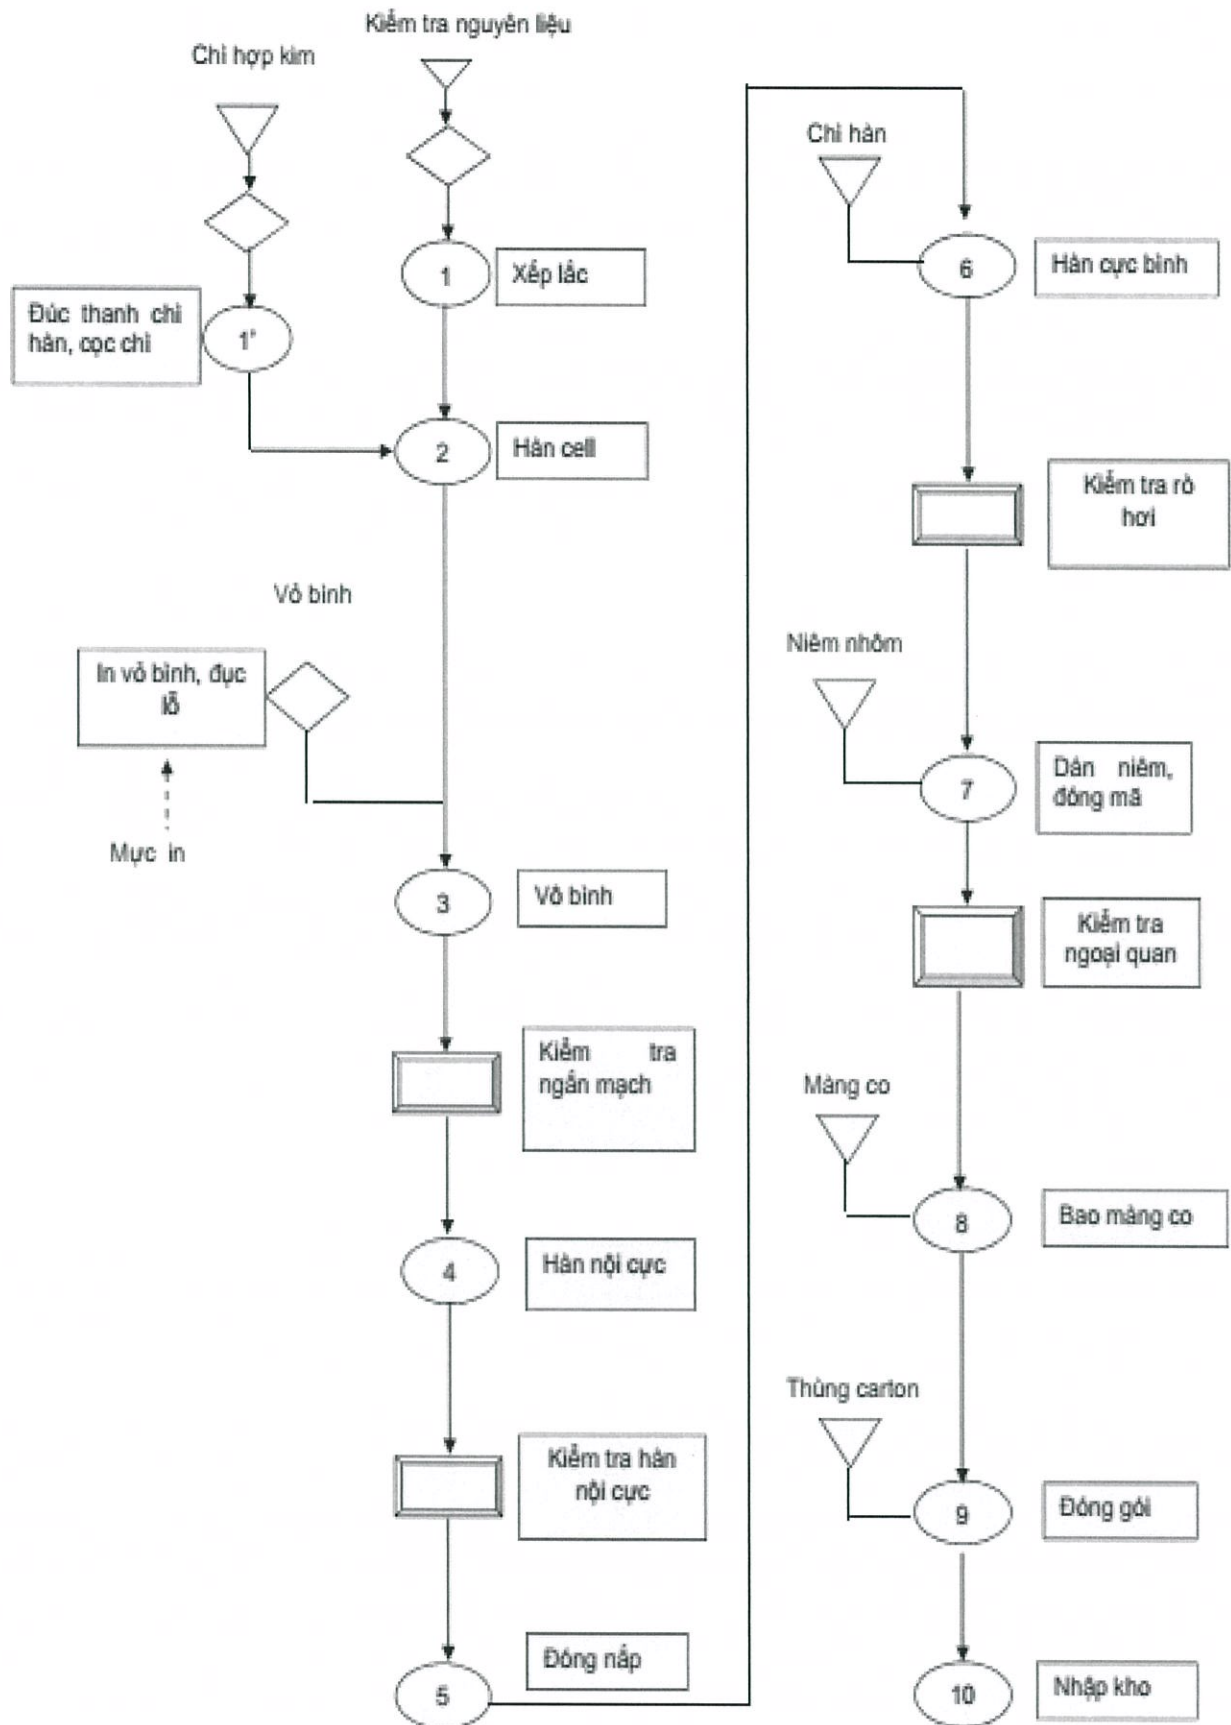 Kiểm tra nguyên liệu
Chì hợp kim
1
Xếp lắc
Đúc thanh chì
hàn, cọc chì
1'
2
Hàn cell
Vỏ bình
In vỏ bình, đục
lỗ
Mực in
3
Vô bình
Kiểm tra
ngắn mạch
4
Hàn nội cực
Kiểm tra hàn
nội cực
5
Đóng nắp
Chì hàn
6
Hàn cực bình
Kiểm tra rò
hơi
Niêm nhôm
7
Dán niêm,
đóng mã
Kiểm tra
ngoại quan
Màng co
8
Bao màng co
Thùng carton
9
Đóng gói
10
Nhập kho